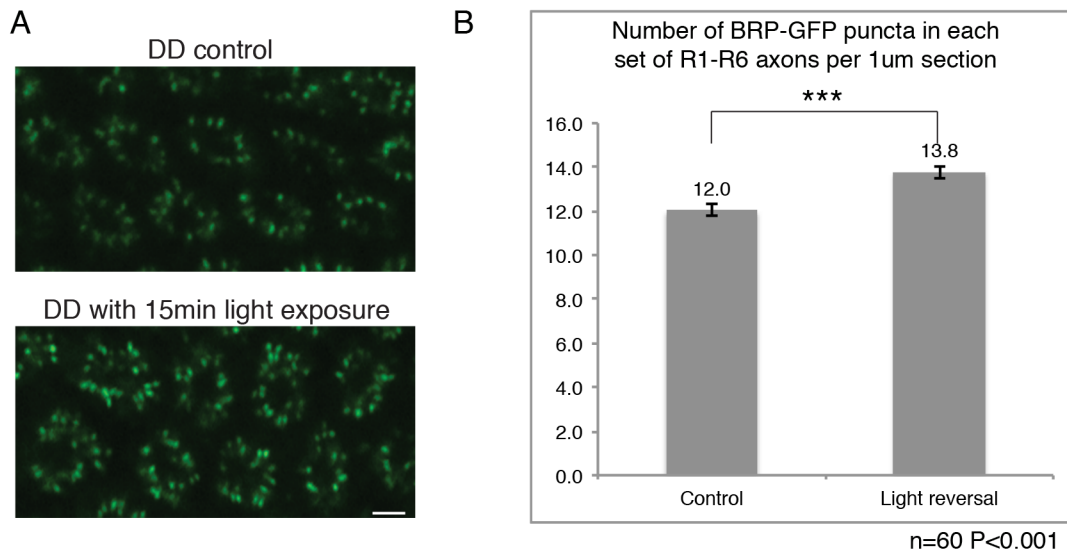 A
DD control
DD with 15min light exposure
B
Number of BRP-GFP puncta in each
set of R1-R6 axons per 1um section
***
16.0
14.0
12.0
10.0
8.0
6.0
4.0
2.0
0.0
12.0
13.8
Control
Light reversal
n=60 P<0.001